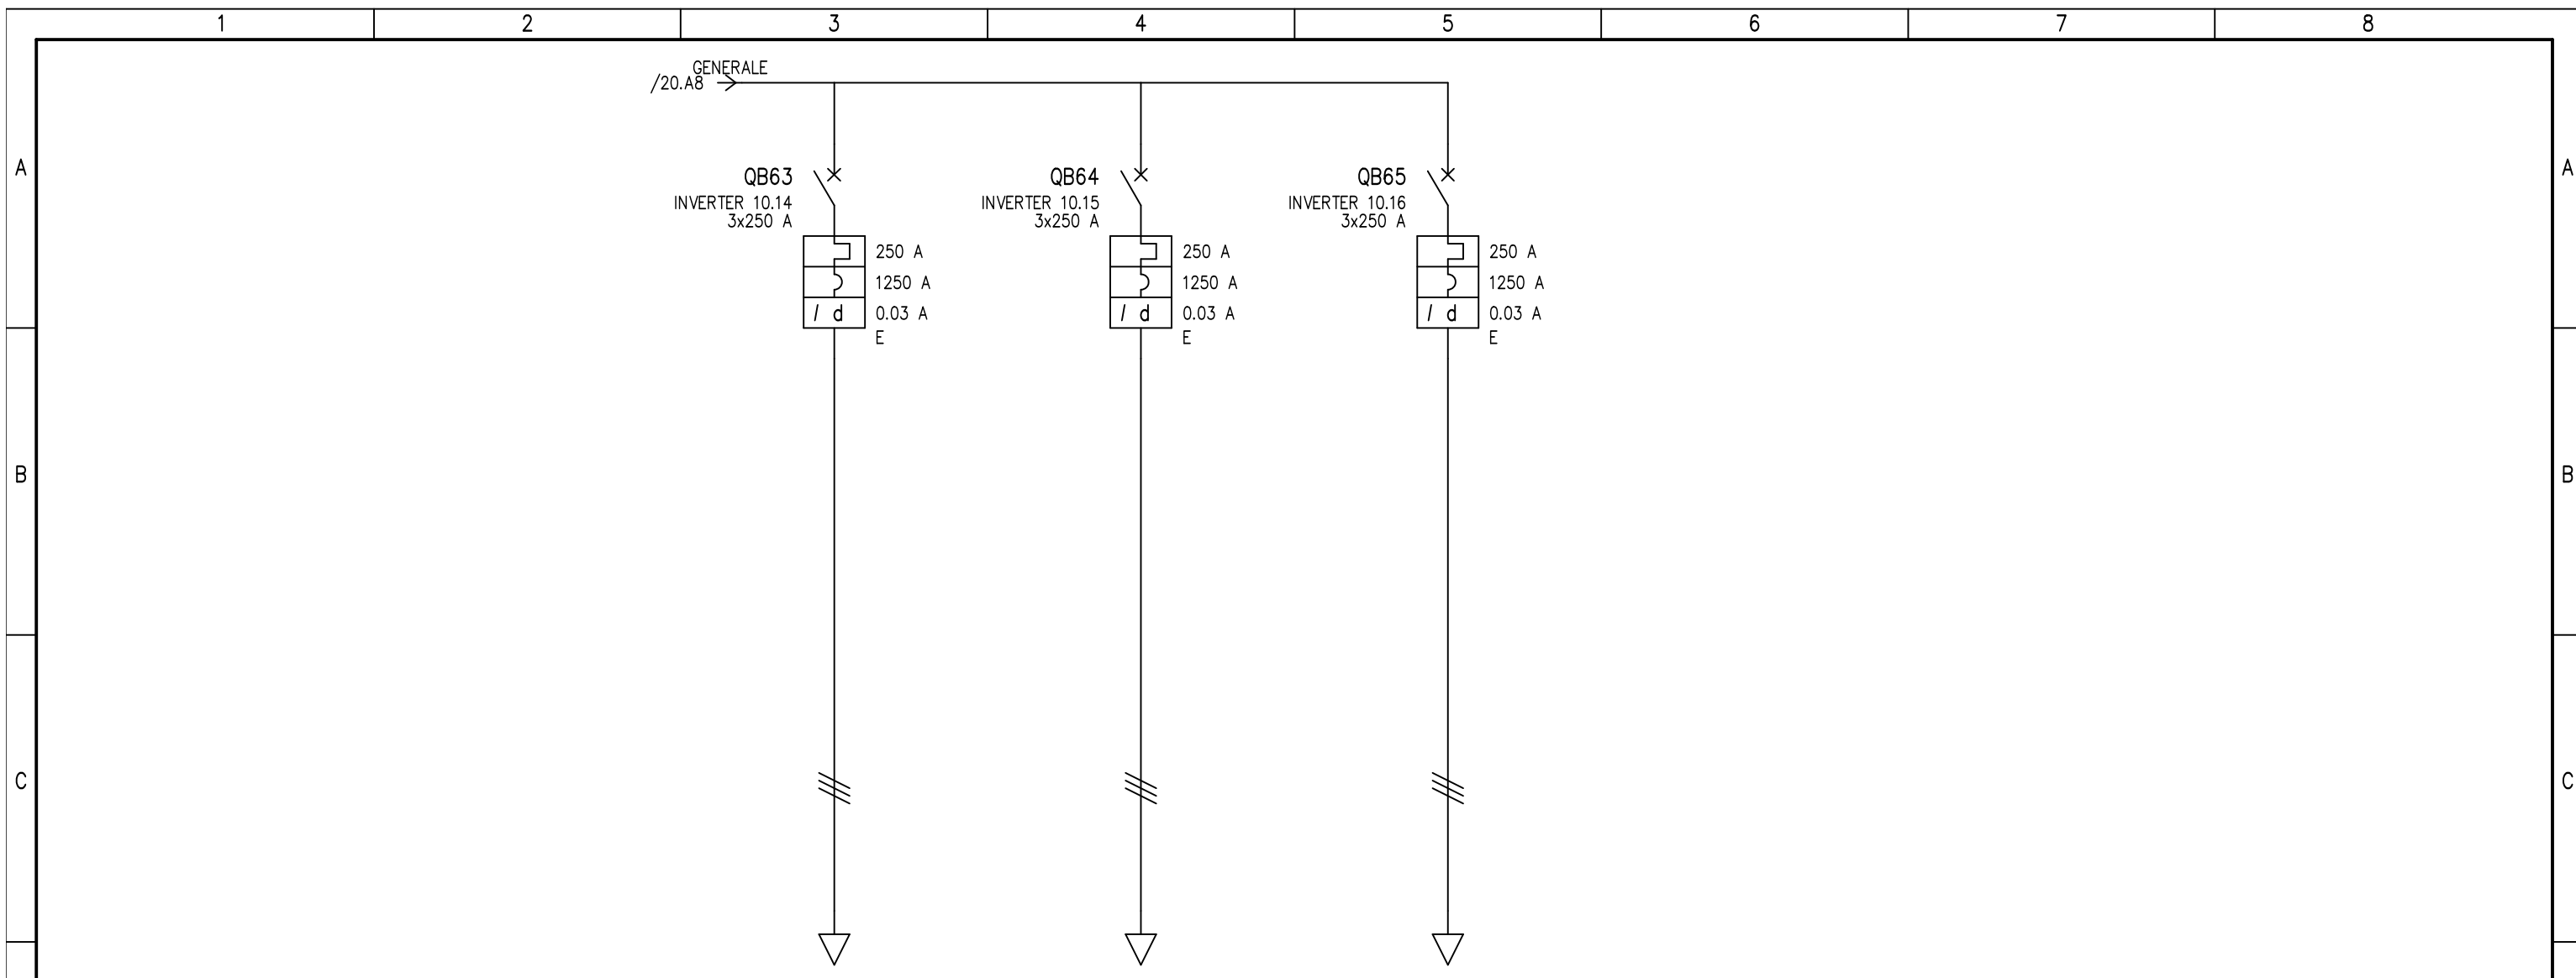 1 2 3 4 5 6 7 8
GENERALE
/20.A8
A A
QB63 QB64 QB65
INVERTER 10.14 INVERTER 10.15 INVERTER 10.16
3x250 A 3x250 A 3x250 A
250 A 250 A 250 A
1250 A 1250 A 1250 A
I d 0.03 A I d 0.03 A I d 0.03 A
E E E
B B
C C